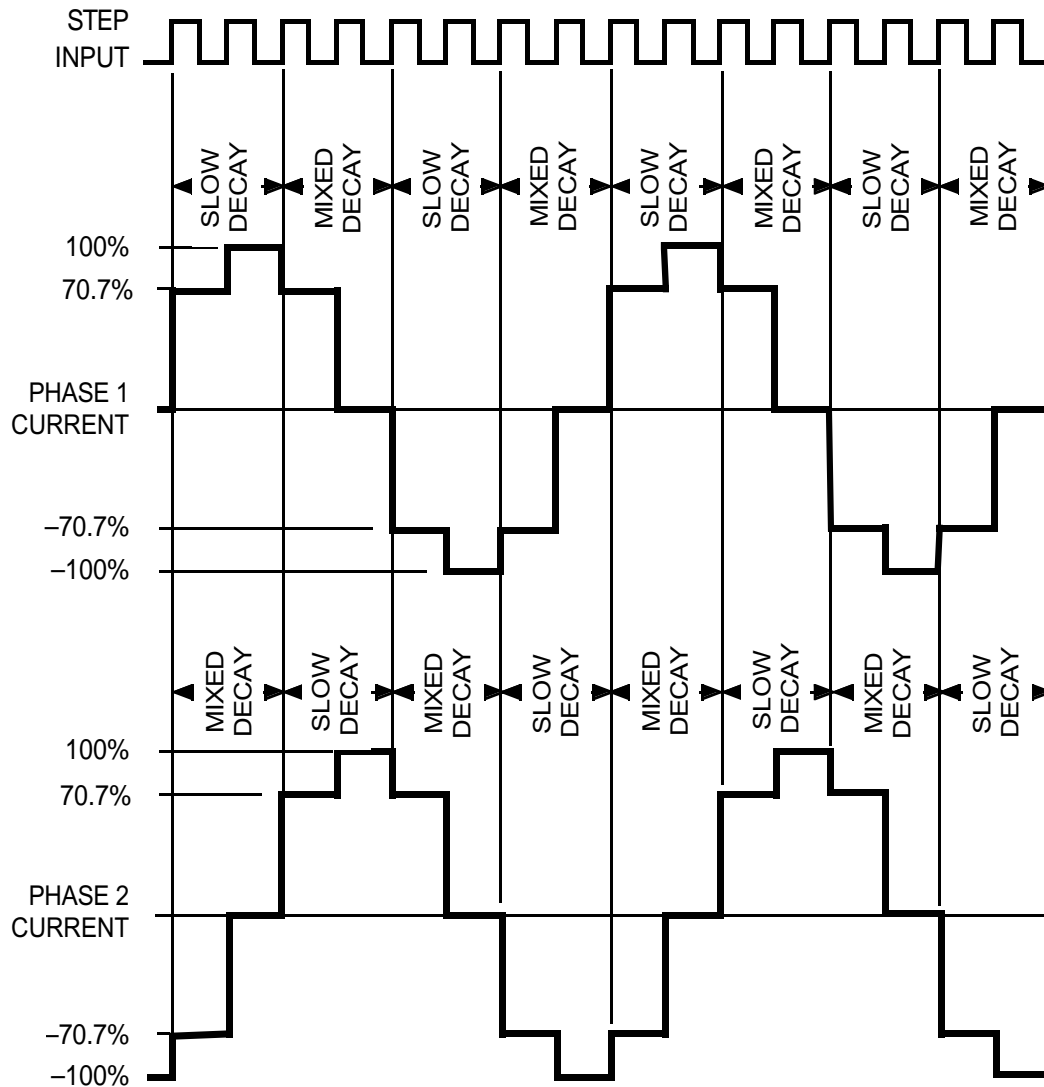 STEP
INPUT
SLOW
DECAY
MIXED
DECAY
SLOW
DECAY
MIXED
DECAY
SLOW
DECAY
MIXED
DECAY
SLOW
DECAY
MIXED
DECAY
100%
70.7%
PHASE 1
CURRENT
–70.7%
–100%
MIXED
DECAY
SLOW
DECAY
MIXED
DECAY
SLOW
DECAY
MIXED
DECAY
SLOW
DECAY
MIXED
DECAY
SLOW
DECAY
100%
70.7%
PHASE 2
CURRENT
–70.7%
–100%